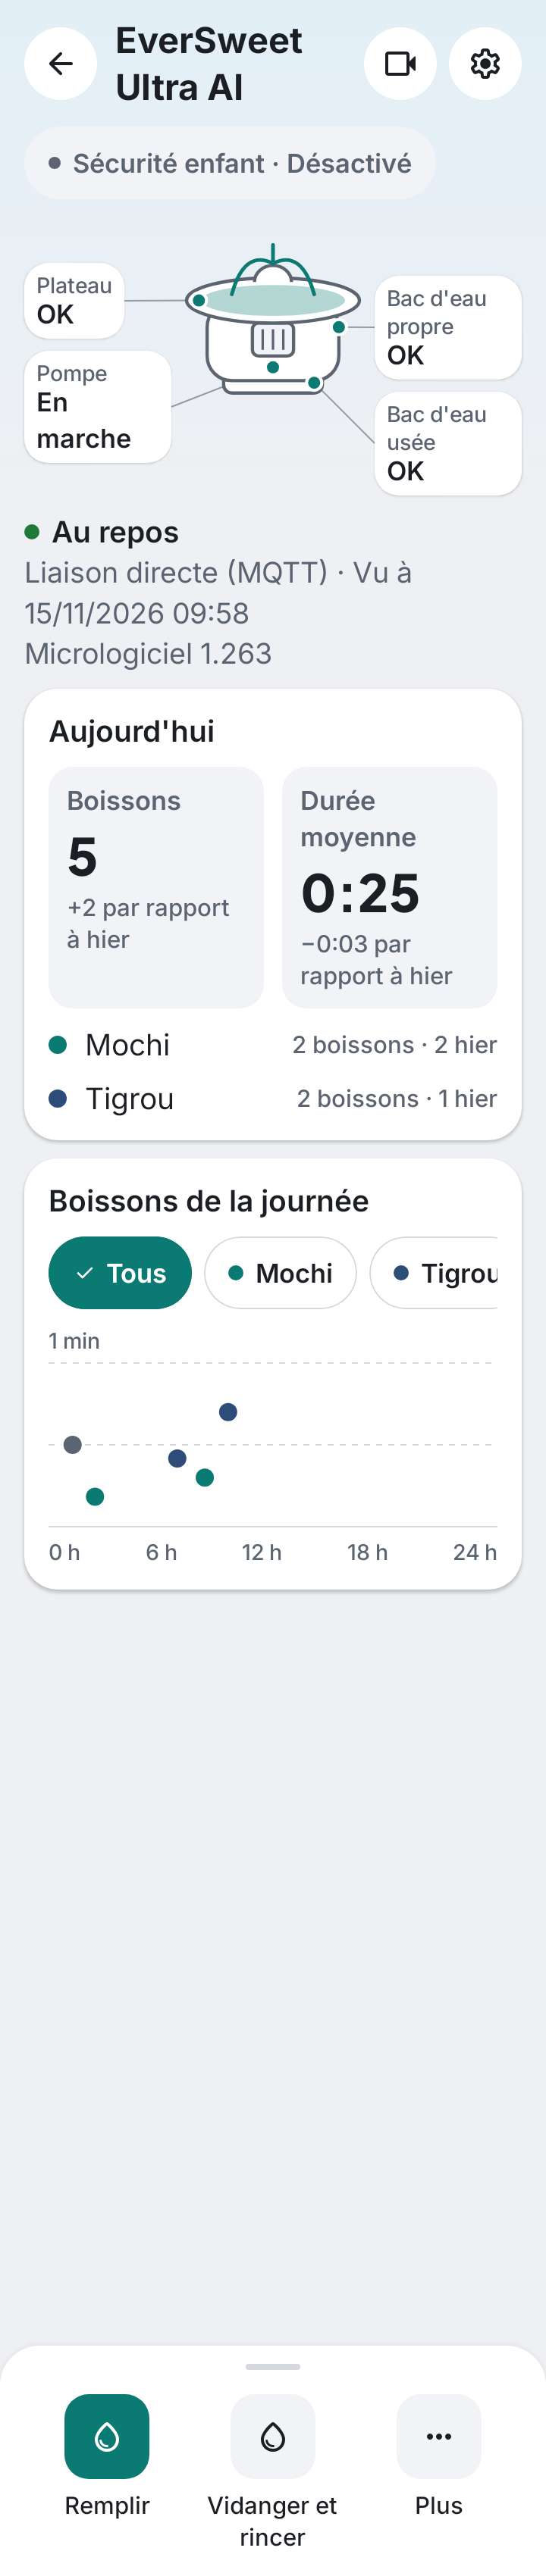 EverSweet
Ultra AI
Sécurité enfant · Désactivé
Plateau
OK
Pompe
En
marche
Bac d'eau
propre
OK
Bac d'eau
usée
OK
Au repos
Liaison directe (MQTT) · Vu à
15/11/2026 09:58
Micrologiciel 1.263
Aujourd'hui
Boissons
5
+2 par rapport
à hier
Durée
moyenne
0:25
−0:03 par
rapport à hier
Mochi
2 boissons · 2 hier
Tigrou
2 boissons · 1 hier
Boissons de la journée
Tous
Mochi
Tigrou
1 min
0 h
6 h
12 h
18 h
24 h
Remplir
Vidanger et
rincer
Plus